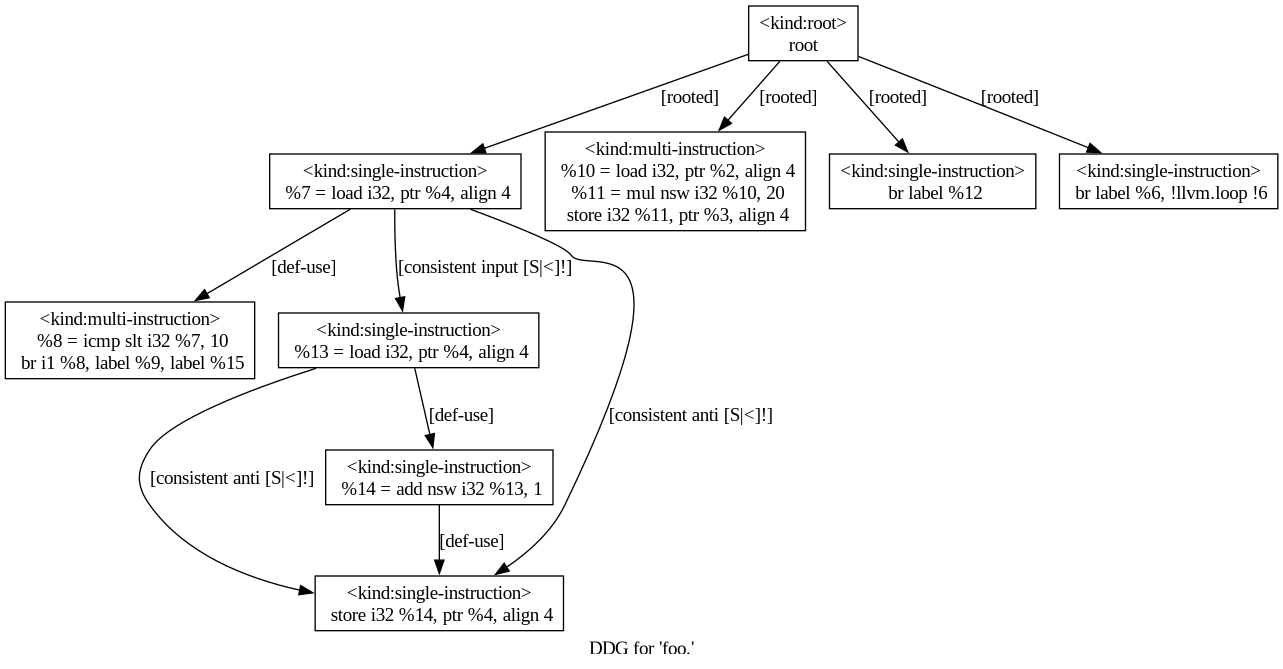 <kind:root>
root
[rooted]
[rooted]
[rooted]
[rooted]
<kind:single-instruction>
%7 = load i32, ptr %4, align 4
<kind:multi-instruction>
%10 = load i32, ptr %2, align 4
%11 = mul nsw i32 %10, 20
store i32 %11, ptr %3, align 4
<kind:single-instruction>
br label %12
<kind:single-instruction>
br label %6, !llvm.loop !6
[def-use]
[consistent input [S|<]!]
<kind:multi-instruction>
%8 = icmp slt i32 %7, 10
br i1 %8, label %9, label %15
<kind:single-instruction>
%13 = load i32, ptr %4, align 4
[def-use]
[consistent anti [S|<]!]
[consistent anti [S|<]!]
<kind:single-instruction>
%14 = add nsw i32 %13, 1
[def-use]
<kind:single-instruction>
store i32 %14, ptr %4, align 4
DDG for 'foo.'